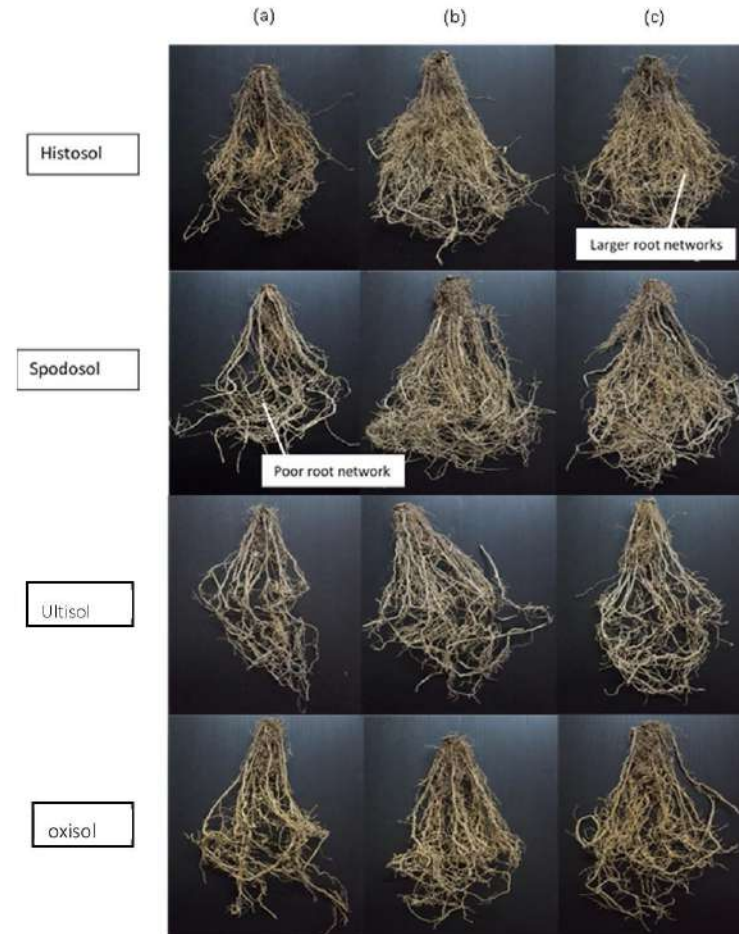 (a)
(b)
(c)
Histosol
Larger root networks
Spodosol
Poor root network
Ultisol
oxisol